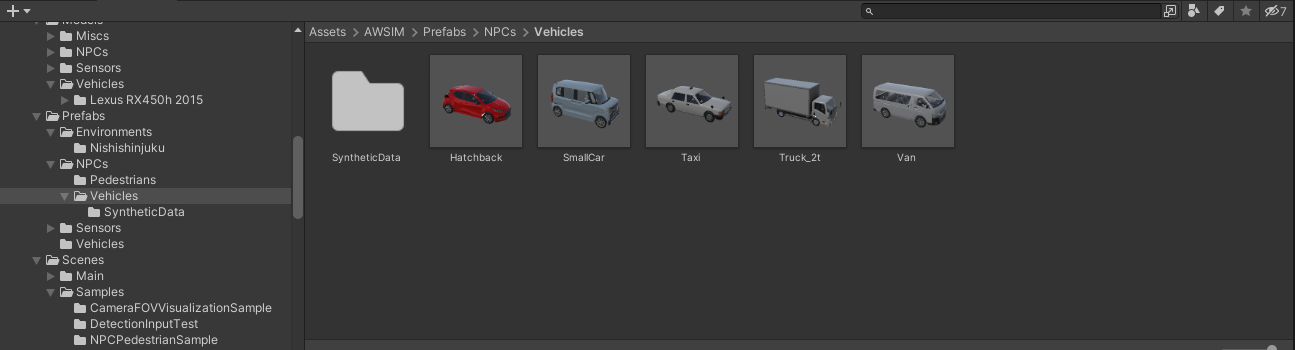 7
Models
Miscs
NPCs
Sensors
Vehicles
Lexus RX450h 2015
Prefabs
Environments
Nishishinjuku
NPCs
Pedestrians
Vehicles
SyntheticData
Sensors
Vehicles
Scenes
Main
Samples
CameraFOVVisualizationSample
DetectionInputTest
NPCPedestrianSample
Assets > AWSIM > Prefabs > NPCs > Vehicles
SyntheticData Hatchback SmallCar Taxi Truck_2t Van